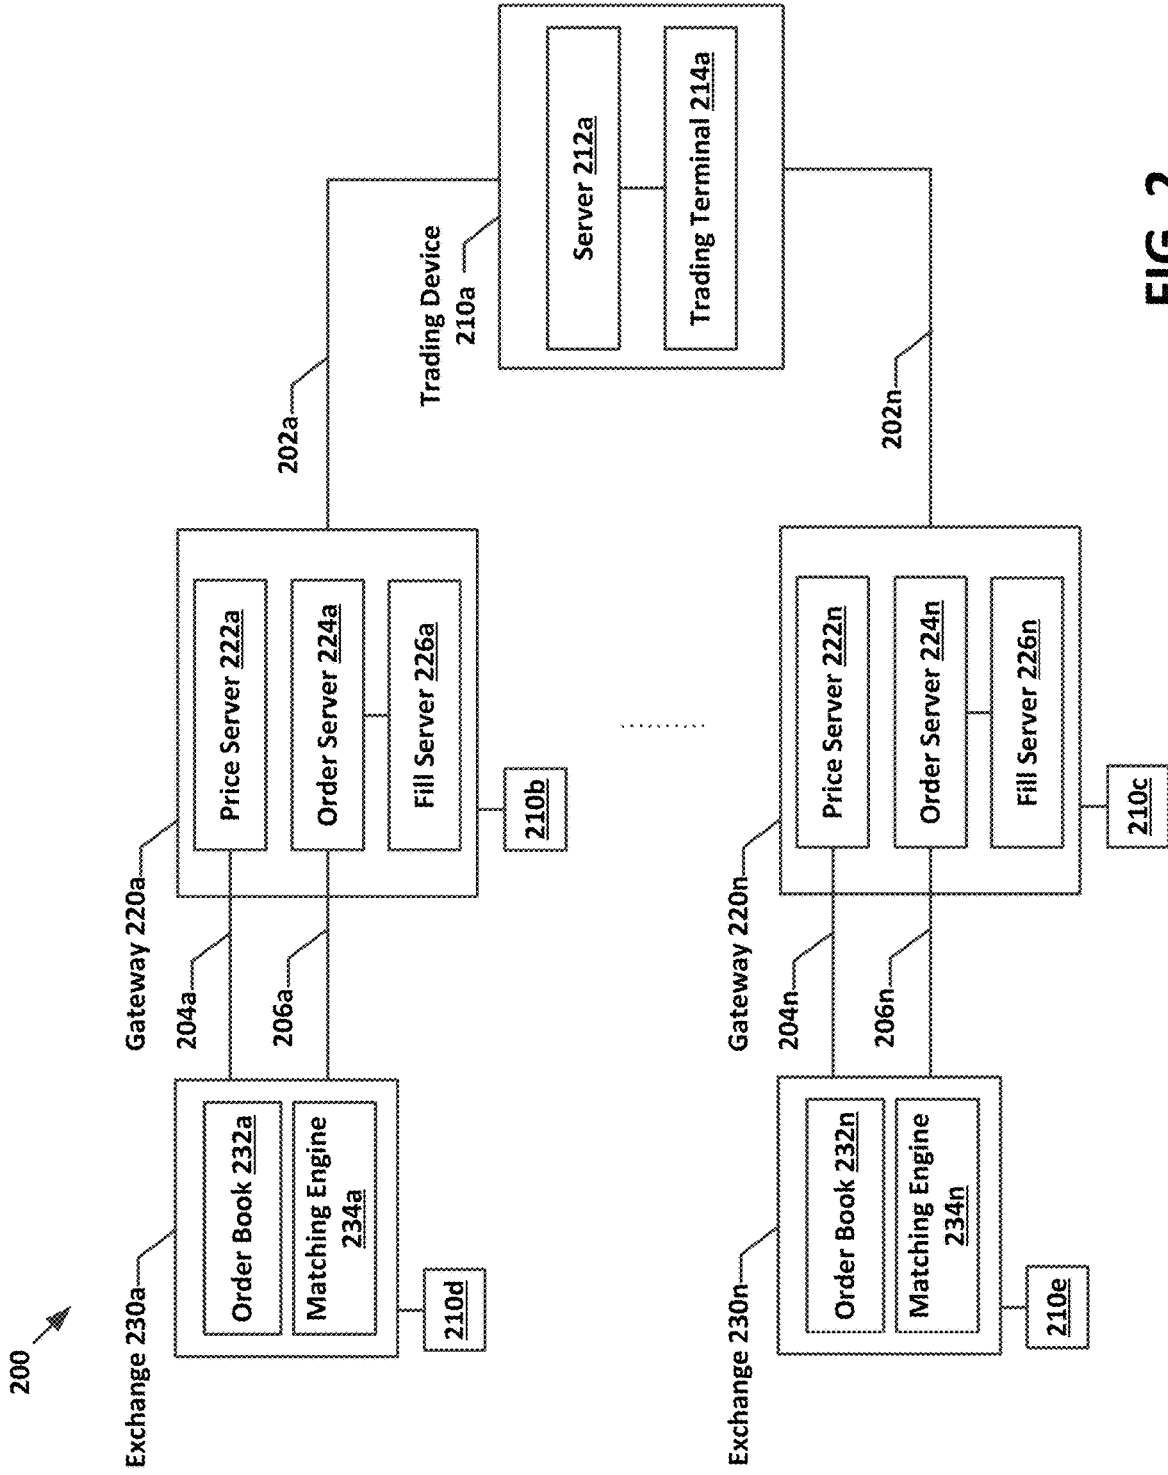 200
Exchange 230a
Order Book 232a
Matching Engine
234a
210d
204a
206a
Gateway 220a
Price Server 222a
Order Server 224a
Fill Server 226a
210b
202a
Trading Device
210a
Server 212a
Trading Terminal 214a
Exchange 230n
Order Book 232n
Matching Engine
234n
210e
204n
206n
Gateway 220n
Price Server 222n
Order Server 224n
Fill Server 226n
210c
202n
FIG. 2